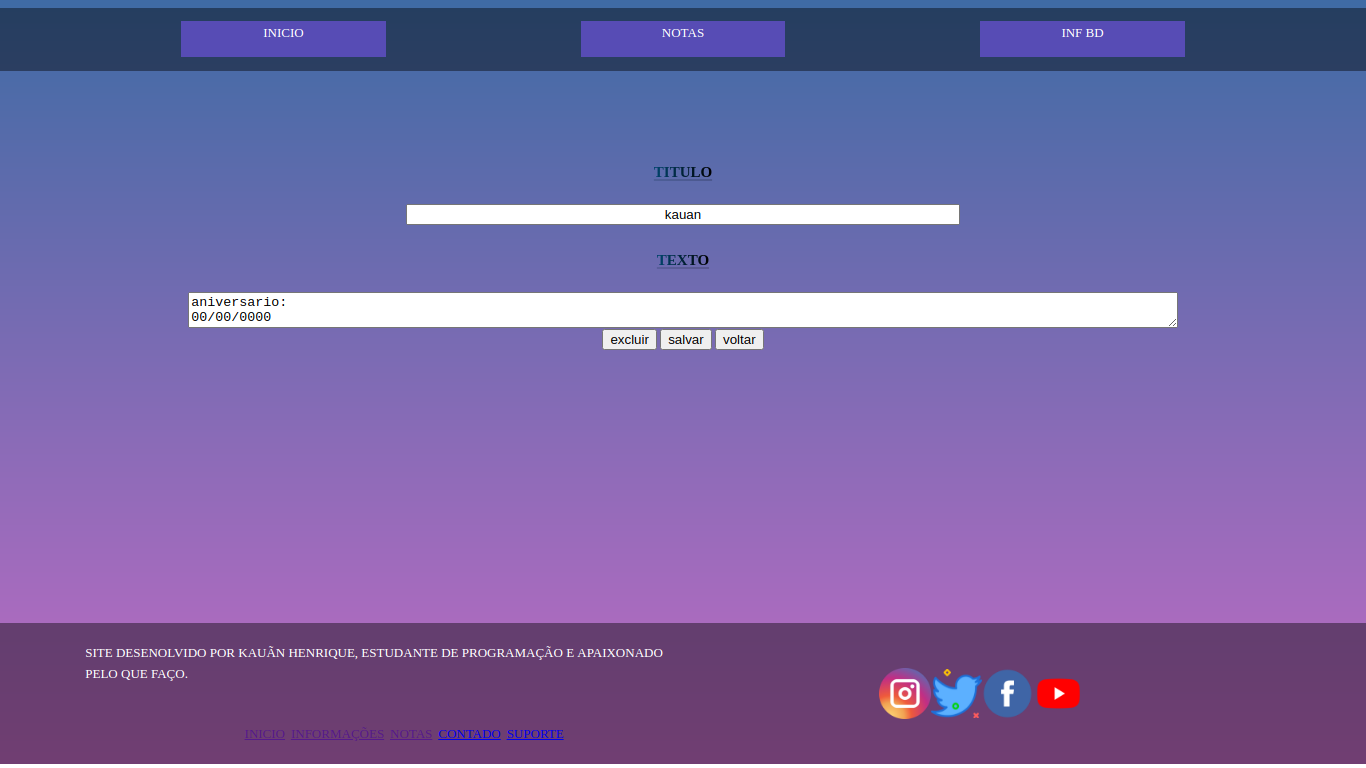 INICIO NOTAS INF BD
TITULO
kauan
TEXTO
aniversario:
00/00/0000
excluir salvar voltar
SITE DESENOLVIDO POR KAUÃN HENRIQUE, ESTUDANTE DE PROGRAMAÇÃO E APAIXONADO
PELO QUE FAÇO.
INICIO INFORMAÇÕES NOTAS CONTADO SUPORTE